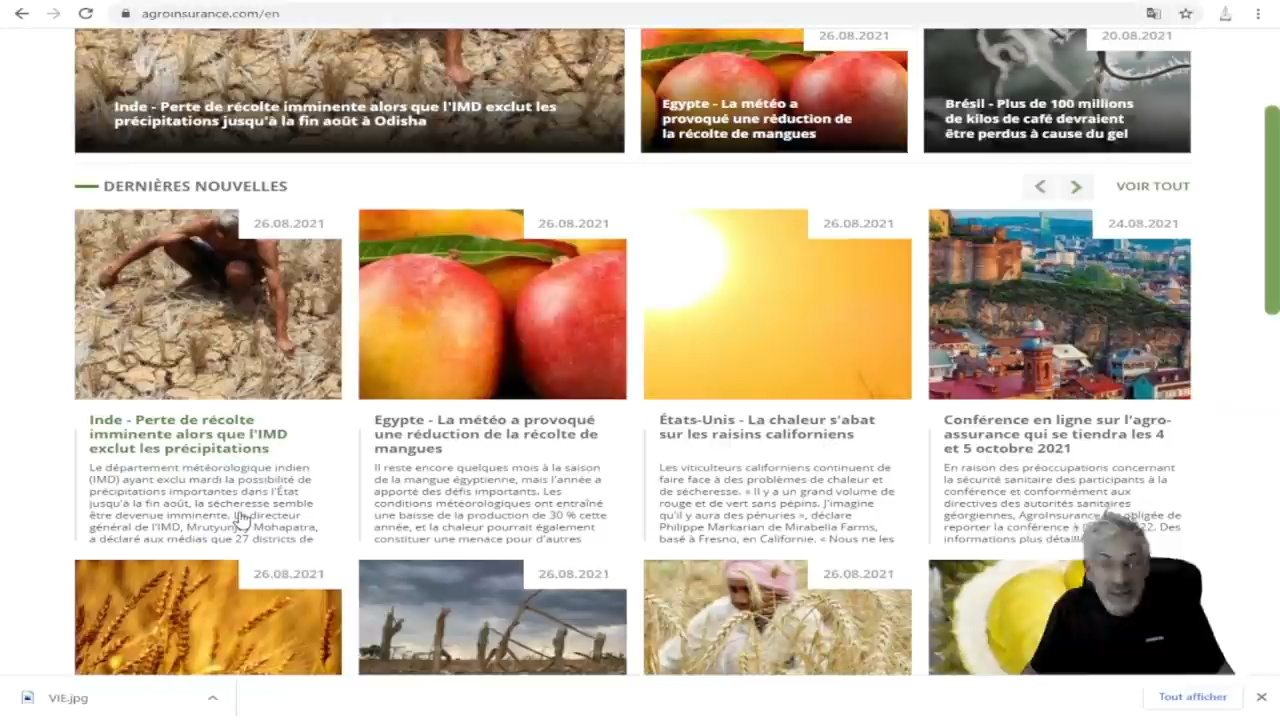 agroinsurance.com/en
26.08.2021
20.08.2021
Inde - Perte de récolte imminente alors que l'IMD exclut les
précipitations jusqu'à la fin août à Odisha
Egypte - La météo a
provoqué une réduction de
la récolte de mangues
Brésil - Plus de 100 millions
de kilos de café devraient
être perdus à cause du gel
DERNIÈRES NOUVELLES
VOIR TOUT
26.08.2021
26.08.2021
26.08.2021
24.08.2021
Inde - Perte de récolte
imminente alors que l'IMD
exclut les précipitations
Le département météorologique indien
(IMD) ayant exclu mardi la possibilité de
précipitations importantes dans l'État
jusqu'à la fin août, la sécheresse semble
être devenue imminente. directeur
général de l'IMD, Mohapatra,
a déclaré aux médias que 27 districts de
Egypte - La météo a provoqué
une réduction de la récolte de
mangues
Il reste encore quelques mois à la saison
de la mangue égyptienne, mais l'année a
apporté des défis importants. Les
conditions météorologiques ont entraîné
une baisse de la production de 30 % cette
année, et la chaleur pourrait également
constituer une menace pour d'autres
États-Unis - La chaleur s'abat
sur les raisins californiens
Les viticulteurs californiens continuent de
faire face à des problèmes de chaleur et
de sécheresse. « Il y a un grand volume de
rouge et de vert sans pépins. J'imagine
qu'il y aura des pénuries », déclare
Philippe Markarian de Mirabella Farms,
basé à Fresno, en Californie. « Nous ne les
Conférence en ligne sur l'agro-
assurance qui se tiendra les 4
et 5 octobre 2021
En raison des préoccupations concernant
la sécurité sanitaire des participants à la
conférence et conformément aux
directives des autorités sanitaires
géorgiennes, AgroInsurance obligée de
reporter la conférence à Des
informations plus
26.08.2021
26.08.2021
26.08.2021
VIE.jpg
Tout afficher